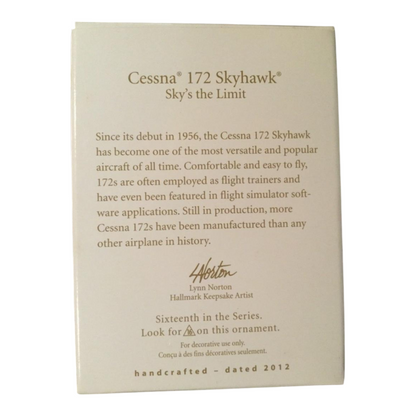 Cessna® 172 Skyhawk®
Sky's the Limit
Since its debut in 1956, the Cessna 172 Skyhawk
has become one of the most versatile and popular
aircraft of all time. Comfortable and easy to fly,
172s are often employed as flight trainers and
have even been featured in flight simulator soft-
ware applications. Still in production, more
Cessna 172s have been manufactured than any
other airplane in history.
LNorton
Lynn Norton
Hallmark Keepsake Artist
Sixteenth in the Series.
Look for on this ornament.
For decorative use only.
Conçu à des fins décoratives seulement.
handcrafted – dated 2012